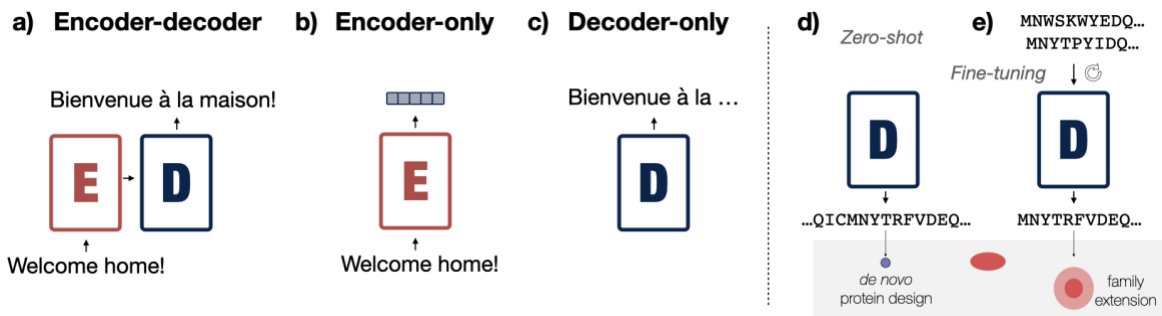 a) Encoder-decoder
Bienvenue à la maison!
E
D
Welcome home!
b) Encoder-only
E
Welcome home!
c) Decoder-only
Bienvenue à la ...
D
d)
Zero-shot
D
...QICMNYTRFVDEQ...
de novo
protein design
e) MNWSKWYEDQ...
MNYTPYIDQ...
Fine-tuning
D
MNYTRFVDEQ...
family
extension